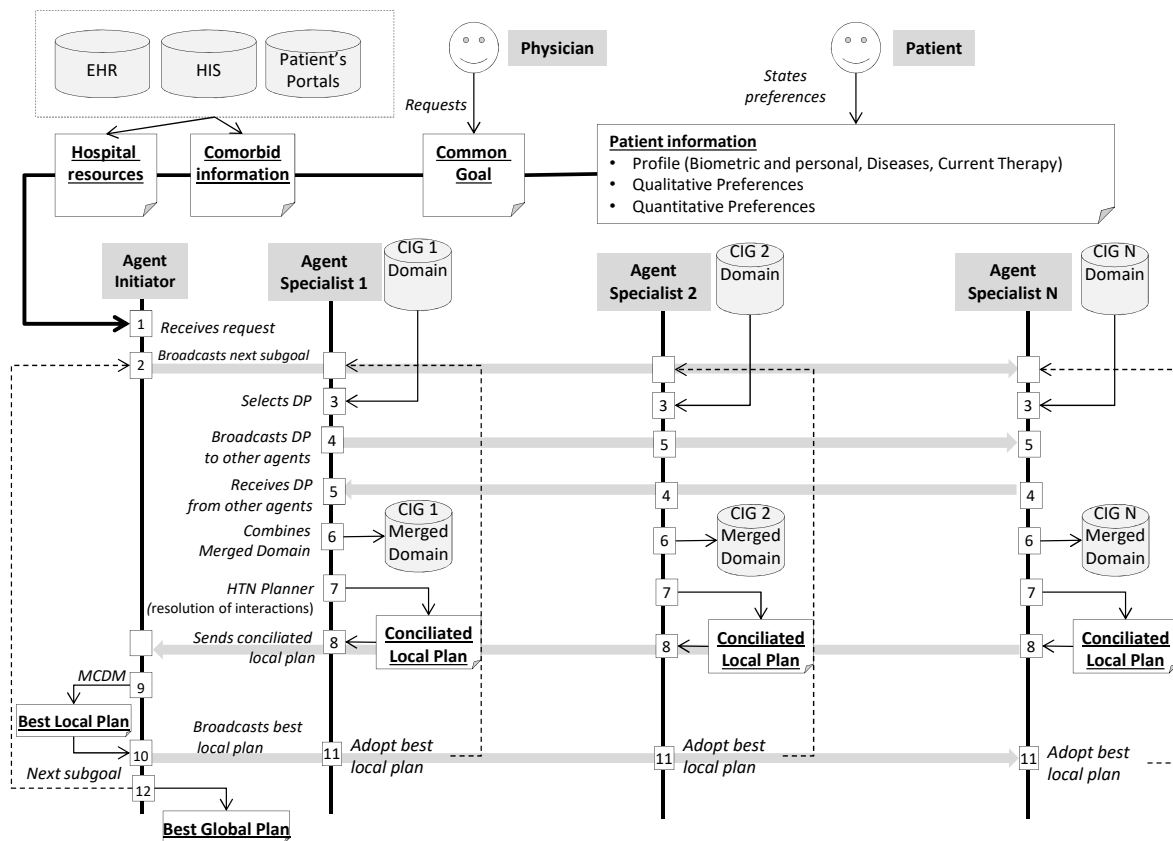 EHR
HIS
Patient's
Portals
Physician
Patient
Requests
States
preferences
Hospital
resources
Comorbid
information
Common
Goal
Patient information
• Profile (Biometric and personal, Diseases, Current Therapy)
• Qualitative Preferences
• Quantitative Preferences
Agent
Initiator
Agent
Specialist 1
CIG 1
Domain
Agent
Specialist 2
CIG 2
Domain
Agent
Specialist N
CIG N
Domain
1
Receives request
2
Broadcasts next subgoal
Selects DP
3
3
3
Broadcasts DP
to other agents
4
5
5
Receives DP
from other agents
5
4
4
Combines
Merged Domain
6
CIG 1
Merged
Domain
6
CIG 2
Merged
Domain
6
CIG N
Merged
Domain
HTN Planner
(resolution of interactions)
7
7
7
Sends conciliated
local plan
8
Conciliated
Local Plan
8
Conciliated
Local Plan
8
Conciliated
Local Plan
MCDM
9
Best Local Plan
10
Broadcasts best
local plan
11
Adopt best
local plan
11
Adopt best
local plan
11
Adopt best
local plan
Next subgoal
12
Best Global Plan